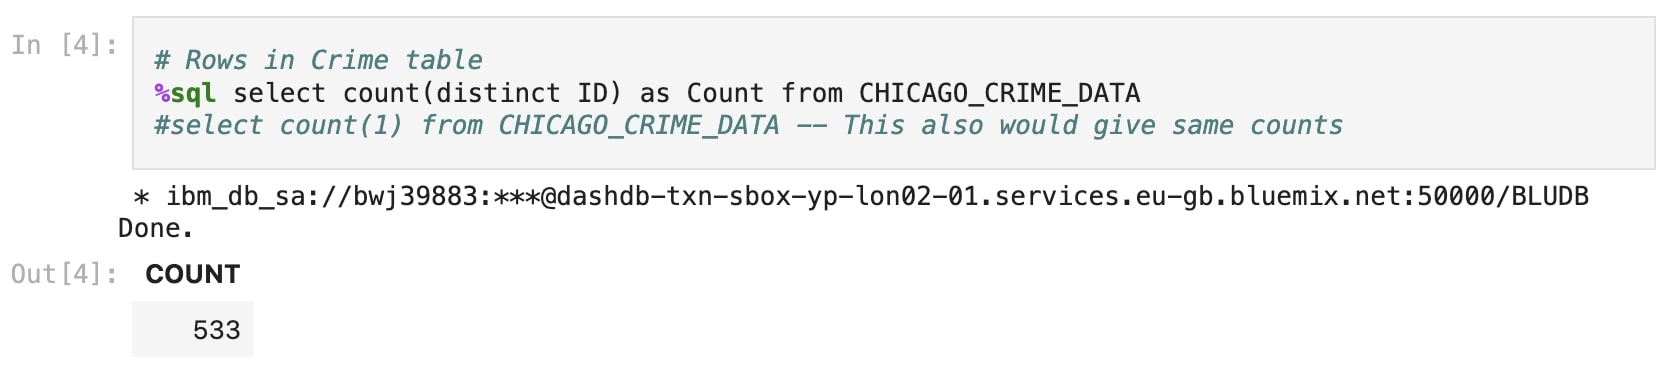 In [4]:
# Rows in Crime table
%sql select count(distinct ID) as Count from CHICAGO_CRIME_DATA
#select count(1) from CHICAGO_CRIME_DATA -- This also would give same counts
* ibm_db_sa://bwj39883:***@dashdb-txn-sbox-yp-lon02-01.services.eu-gb.bluemix.net:50000/BLUDB
Done.
Out[4]: COUNT
533